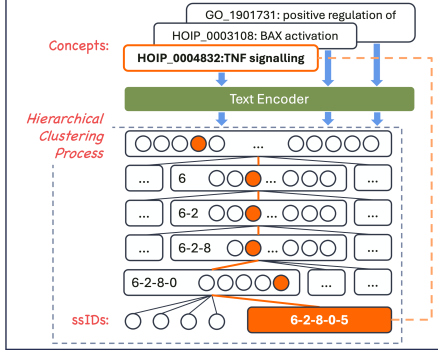 GO_1901731: positive regulation of
HOIP_0003108: BAX activation
Concepts:
HOIP_0004832:TNF signalling
Text Encoder
Hierarchical
Clustering
Process
...
... 6 ... ...
... 6-2 ... ...
... 6-2-8 ... ...
6-2-8-0 ... ...
ssIDs:
6-2-8-0-5